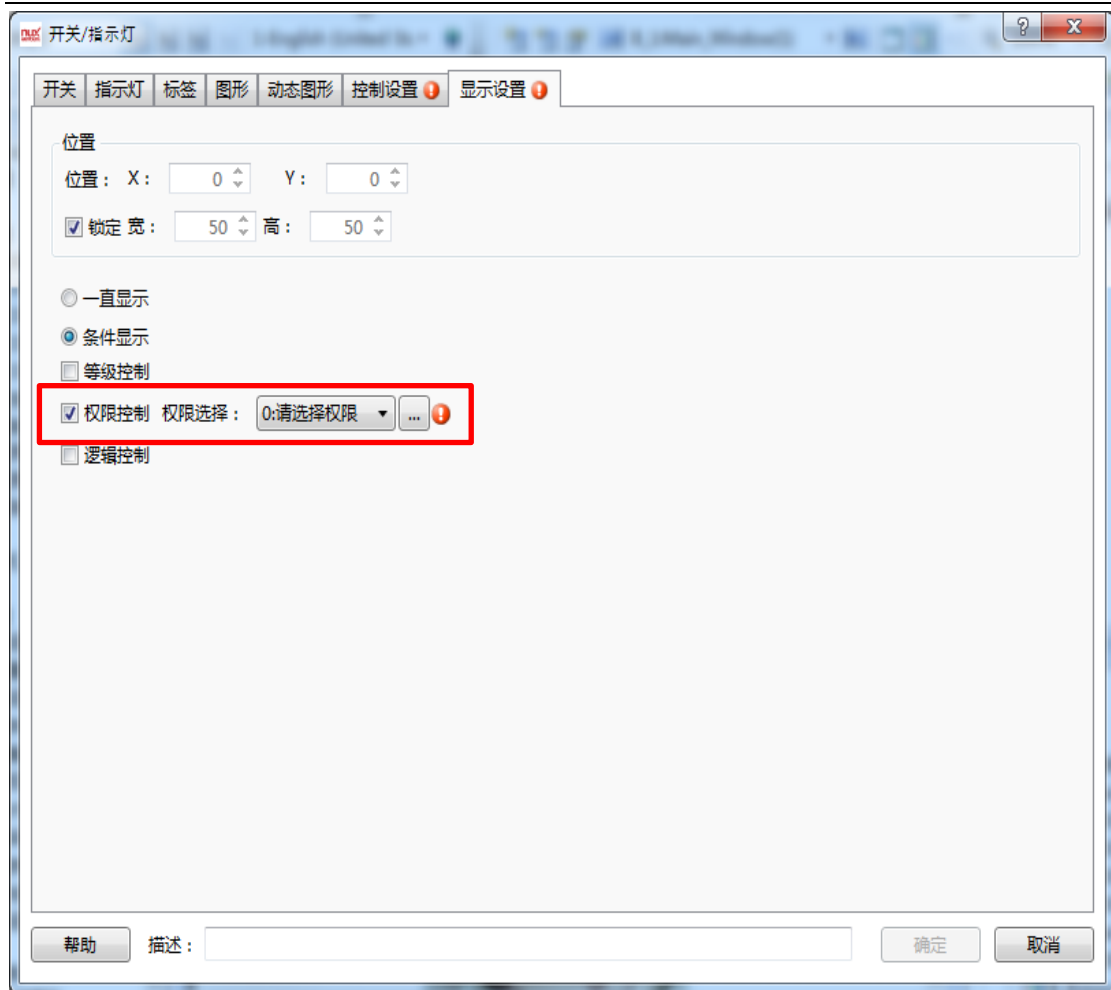 开关/指示灯
开关 指示灯 标签 图形 动态图形 控制设置 显示设置
位置
位置： X： 0 Y： 0
锁定 宽： 50 高： 50
一直显示
条件显示
等级控制
权限控制 权限选择： 0:请选择权限 ...
逻辑控制
帮助 描述： 确定 取消